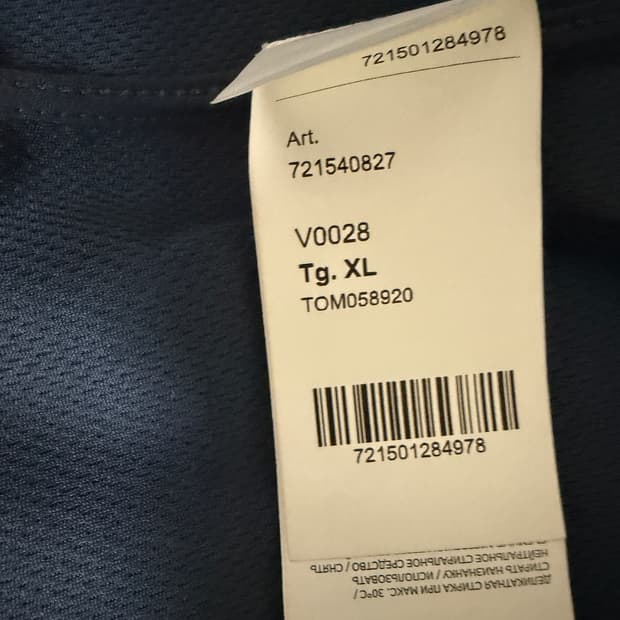 721501284978
Art.
721540827
V0028
Tg. XL
TOM058920
721501284978
НЕЙТРАЛЬНОЕ СТИРАЛЬНОЕ СРЕДСТВО / СНЯТЬ
СТИРАТЬ НАИЗНАНКУ / ИСПОЛЬЗОВАТЬ
ДЕЛИКАТНАЯ СТИРКА ПРИ МАКС. 30°C /